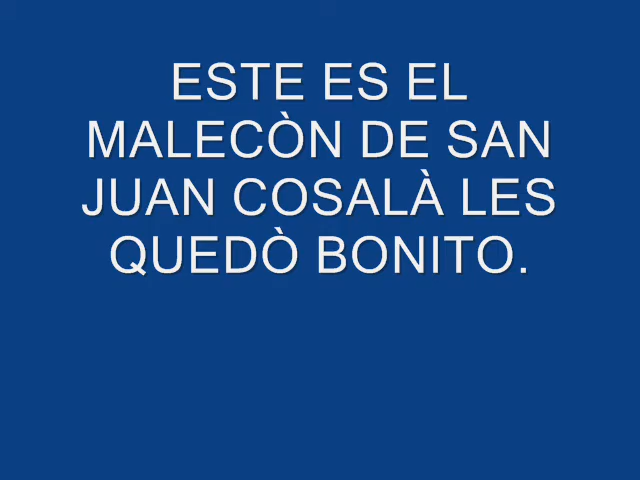 ESTE ES EL
MALECÒN DE SAN
JUAN COSALÀ LES
QUEDÒ BONITO.